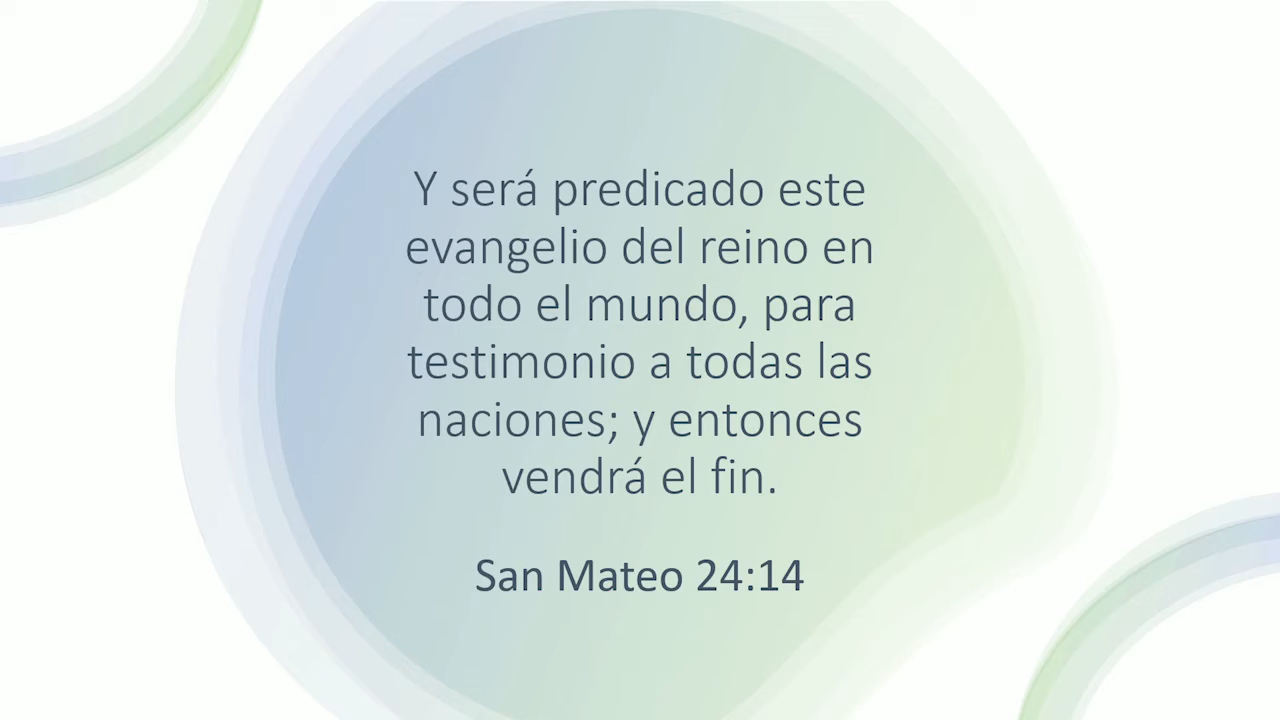 Y será predicado este
evangelio del reino en
todo el mundo, para
testimonio a todas las
naciones; y entonces
vendrá el fin.
San Mateo 24:14